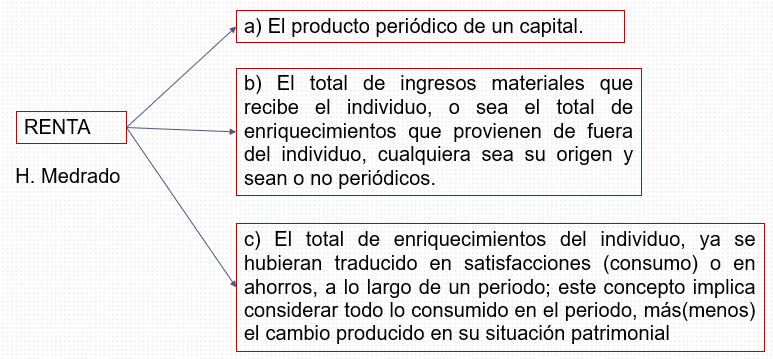 a) El producto periódico de un capital.
b) El total de ingresos materiales que
recibe el individuo, o sea el total de
enriquecimientos que provienen de fuera
del individuo, cualquiera sea su origen y
sean o no periódicos.
RENTA
H. Medrado
c) El total de enriquecimientos del individuo, ya se
hubieran traducido en satisfacciones (consumo) o en
ahorros, a lo largo de un periodo; este concepto implica
considerar todo lo consumido en el periodo, más(menos)
el cambio producido en su situación patrimonial